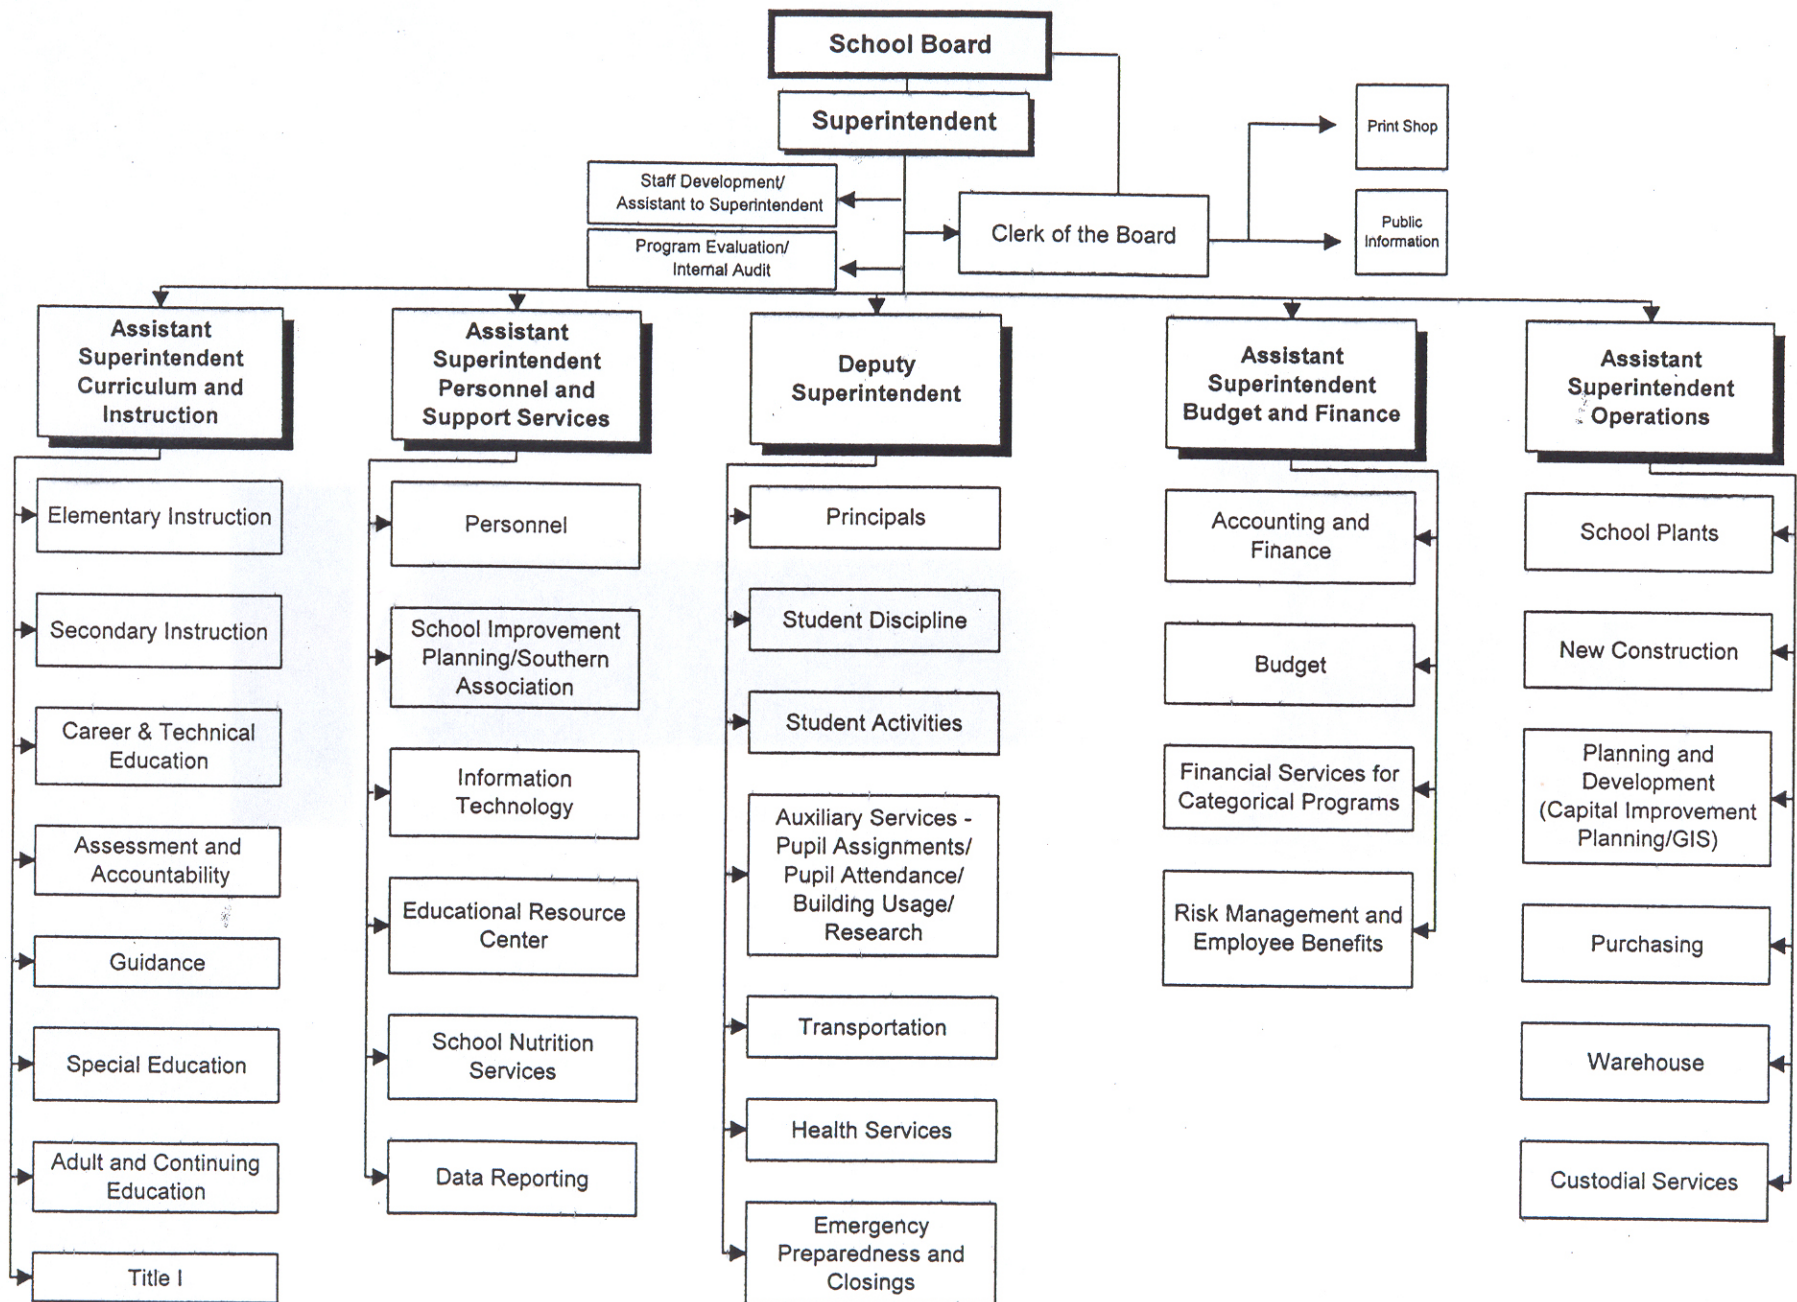 School Board
Superintendent
Print Shop
Staff Development/
Assistant to Superintendent
Clerk of the Board
Public
Information
Program Evaluation/
Internal Audit
Assistant
Superintendent
Curriculum and
Instruction
Assistant
Superintendent
Personnel and
Support Services
Deputy
Superintendent
Assistant
Superintendent
Budget and Finance
Assistant
Superintendent
Operations
Elementary Instruction
Secondary Instruction
Career & Technical
Education
Assessment and
Accountability
Guidance
Special Education
Adult and Continuing
Education
Title I
Personnel
School Improvement
Planning/Southern
Association
Information
Technology
Educational Resource
Center
School Nutrition
Services
Data Reporting
Principals
Student Discipline
Student Activities
Auxiliary Services -
Pupil Assignments/
Pupil Attendance/
Building Usage/
Research
Transportation
Health Services
Emergency
Preparedness and
Closings
Accounting and
Finance
Budget
Financial Services for
Categorical Programs
Risk Management and
Employee Benefits
School Plants
New Construction
Planning and
Development
(Capital Improvement
Planning/GIS)
Purchasing
Warehouse
Custodial Services